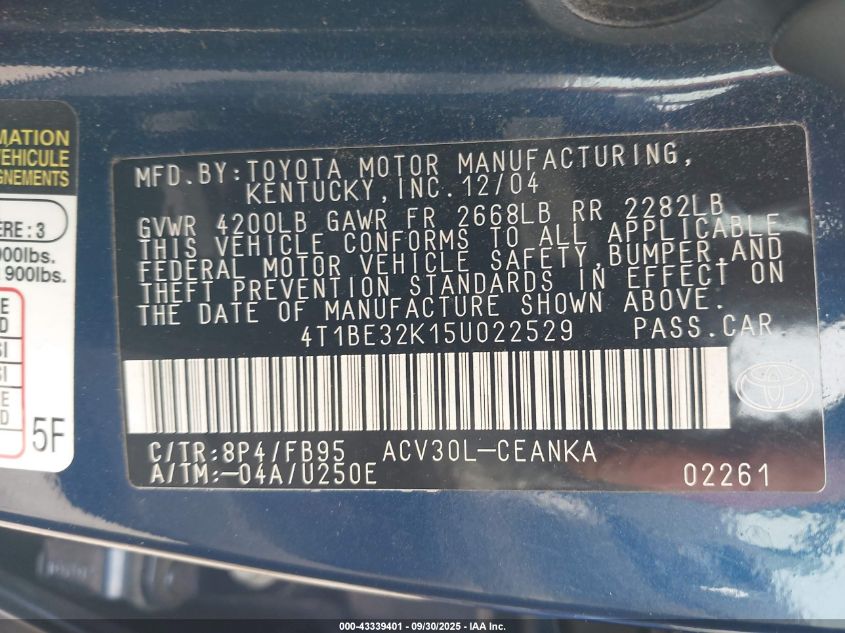 MATION
VEHICULE
GNEMENTS
ERE : 3
900lbs.
900lbs.
E
D
SI
SI
E
D
5F
MFD.BY:TOYOTA MOTOR MANUFACTURING,
KENTUCKY,INC.12/04
GVWR 4200LB GAWR FR 2668LB RR 2282LB
THIS VEHICLE CONFORMS TO ALL APPLICABLE
FEDERAL MOTOR VEHICLE SAFETY,BUMPER,AND
THEFT PREVENTION STANDARDS IN EFFECT ON
THE DATE OF MANUFACTURE SHOWN ABOVE.
4T1BE32K15U022529 PASS.CAR.
C/TR:8P4/FB95 ACV30L-CEANKA
A/TM:-04A/U250E 02261
000-43339401 - 09/30/2025 - IAA Inc.